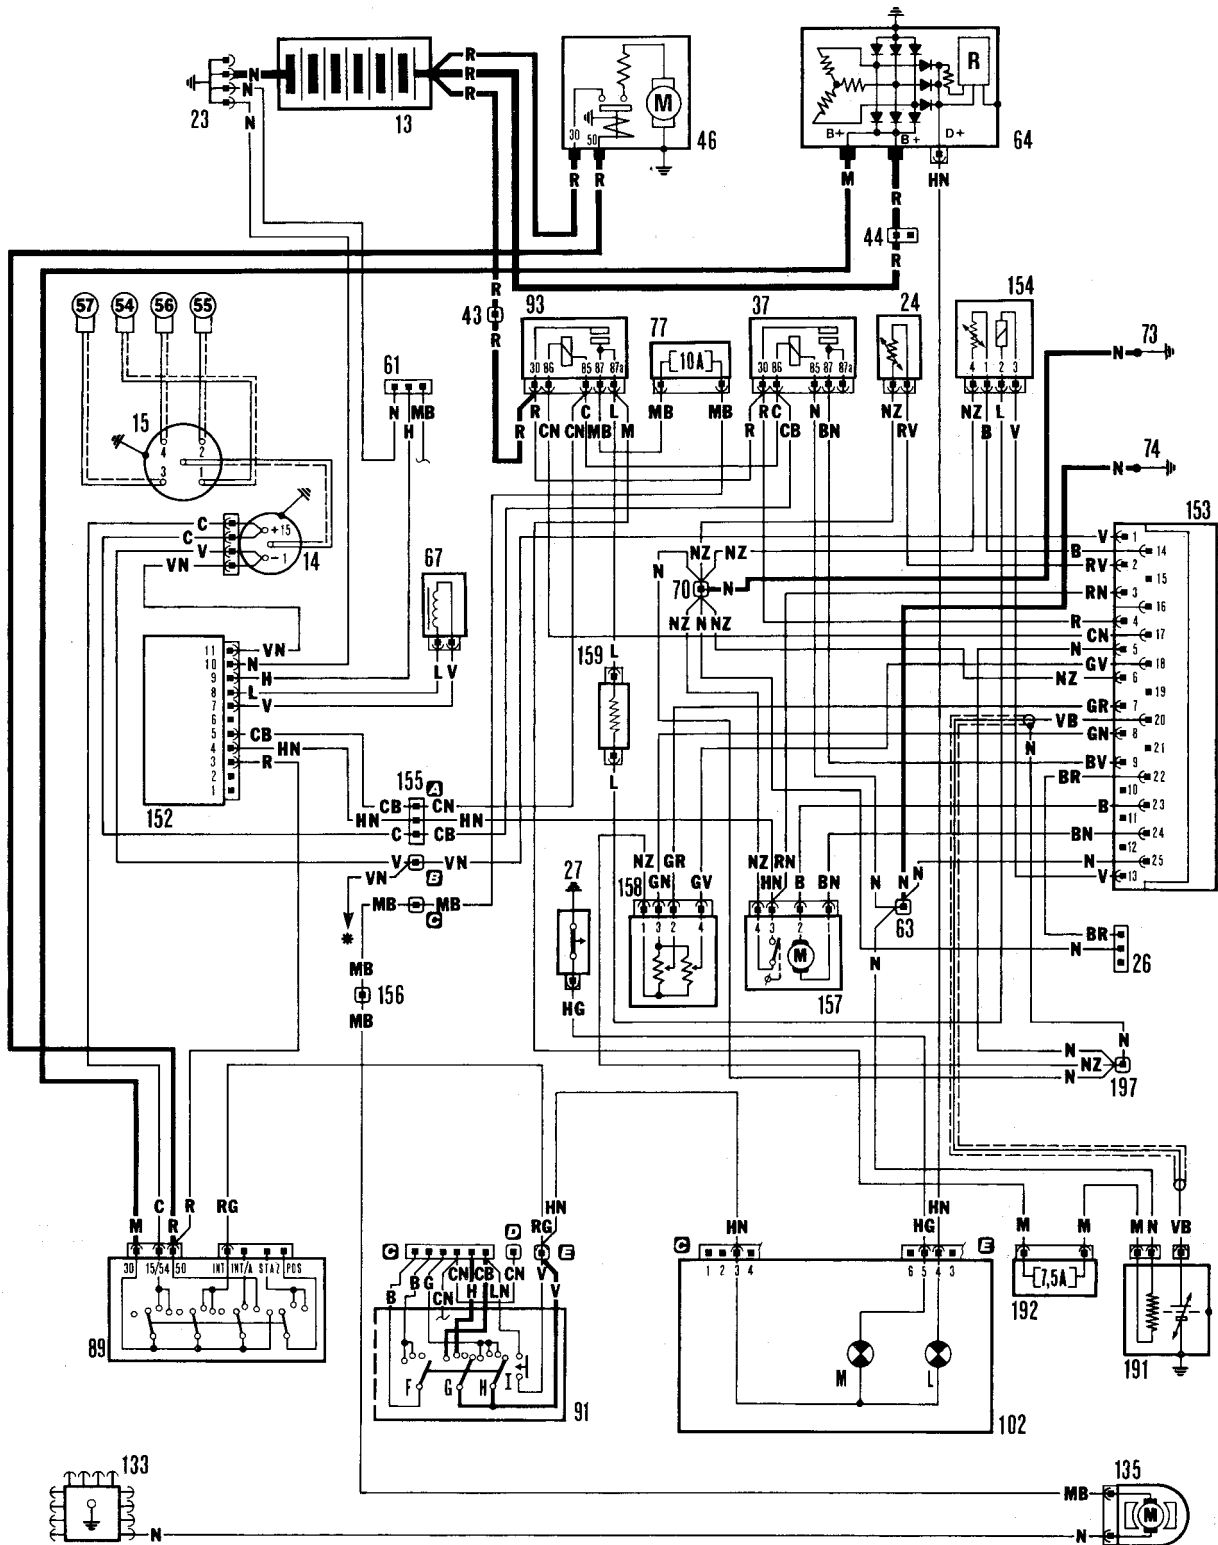 R
R
R
N
N
N
23
13
M
30
50
46
R
R
R
B+
B+
D+
64
M
R
HN
44
R
57
54
56
55
R
43
R
93
30 86 85 87 87a
77
10A
37
30 86 85 87 87a
24
154
4 1 2 3
N
73
61
N
H
MB
R
R
CN
CN
C
MB
L
M
MB
MB
R
R
C
CB
N
BN
NZ
RV
NZ
B
L
V
15
4
2
3
1
N
74
153
C
C
V
VN
+15
-1
14
67
L
V
NZ
NZ
N
70
N
NZ
N
NZ
V
B
RV
RN
R
CN
N
GV
NZ
GR
VB
GN
BV
BR
B
BN
N
V
1
14
2
15
3
16
4
17
5
18
6
19
7
20
8
21
9
22
10
23
11
24
12
25
13
11
10
9
8
7
6
5
4
3
2
1
VN
N
H
L
V
CB
HN
R
152
L
159
L
N
155
A
CB
CN
HN
HN
C
CB
V
VN
VN
B
MB
MB
C
*
MB
156
MB
27
HG
NZ
GR
GN
GV
158
1 3 2 4
NZ
RN
HN
B
BN
4 3 2 1
M
157
N
N
N
63
N
BR
N
26
N
N
NZ
N
197
C
R
RG
M
R
30 15/54 50 INT INT/A STAZ POS
89
HN
RG
C
D
E
B
B
G
CN
CN
H
CB
LN
CN
V
V
F
G
H
I
91
HN
HN
HG
C
E
1 2 3 4
6 5 4 3
M
L
102
M
M
7,5A
192
M
N
VB
191
133
N
135
MB
M
N